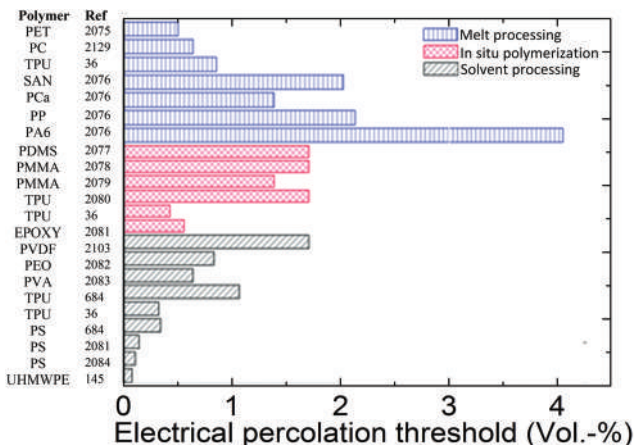 Polymer Ref
PET 2075
PC 2129
TPU 36
SAN 2076
PCa 2076
PP 2076
PA6 2076
PDMS 2077
PMMA 2078
PMMA 2079
TPU 2080
TPU 36
EPOXY 2081
PVDF 2103
PEO 2082
PVA 2083
TPU 684
TPU 36
PS 684
PS 2081
PS 2084
UHMWPE 145
Melt processing
In situ polymerization
Solvent processing
0 1 2 3 4
Electrical percolation threshold (Vol.-%)